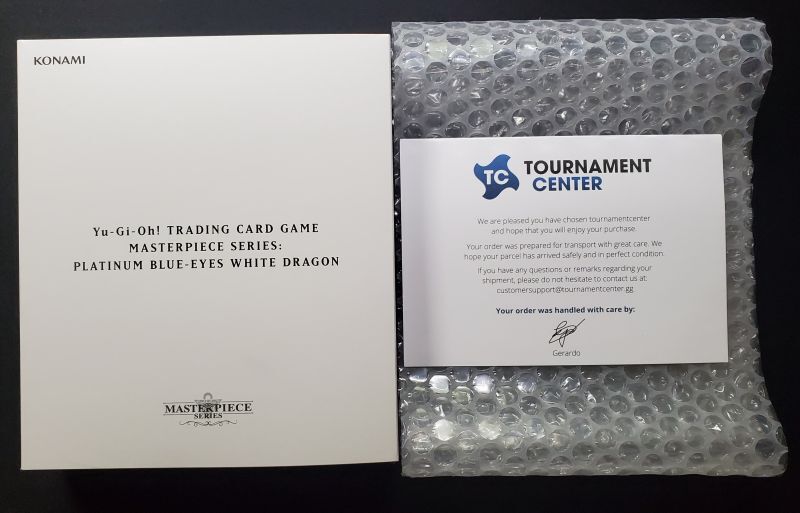 KONAMI
Yu-Gi-Oh! TRADING CARD GAME
MASTERPIECE SERIES:
PLATINUM BLUE-EYES WHITE DRAGON
MASTERPIECE
SERIES
TC TOURNAMENT
CENTER
We are pleased you have chosen tournamentcenter
and hope that you will enjoy your purchase.
Your order was prepared for transport with great care. We
hope your parcel has arrived safely and in perfect condition.
If you have any questions or remarks regarding your
shipment, please do not hesitate to contact us at:
customersupport@tournamentcenter.gg
Your order was handled with care by:
Gerardo